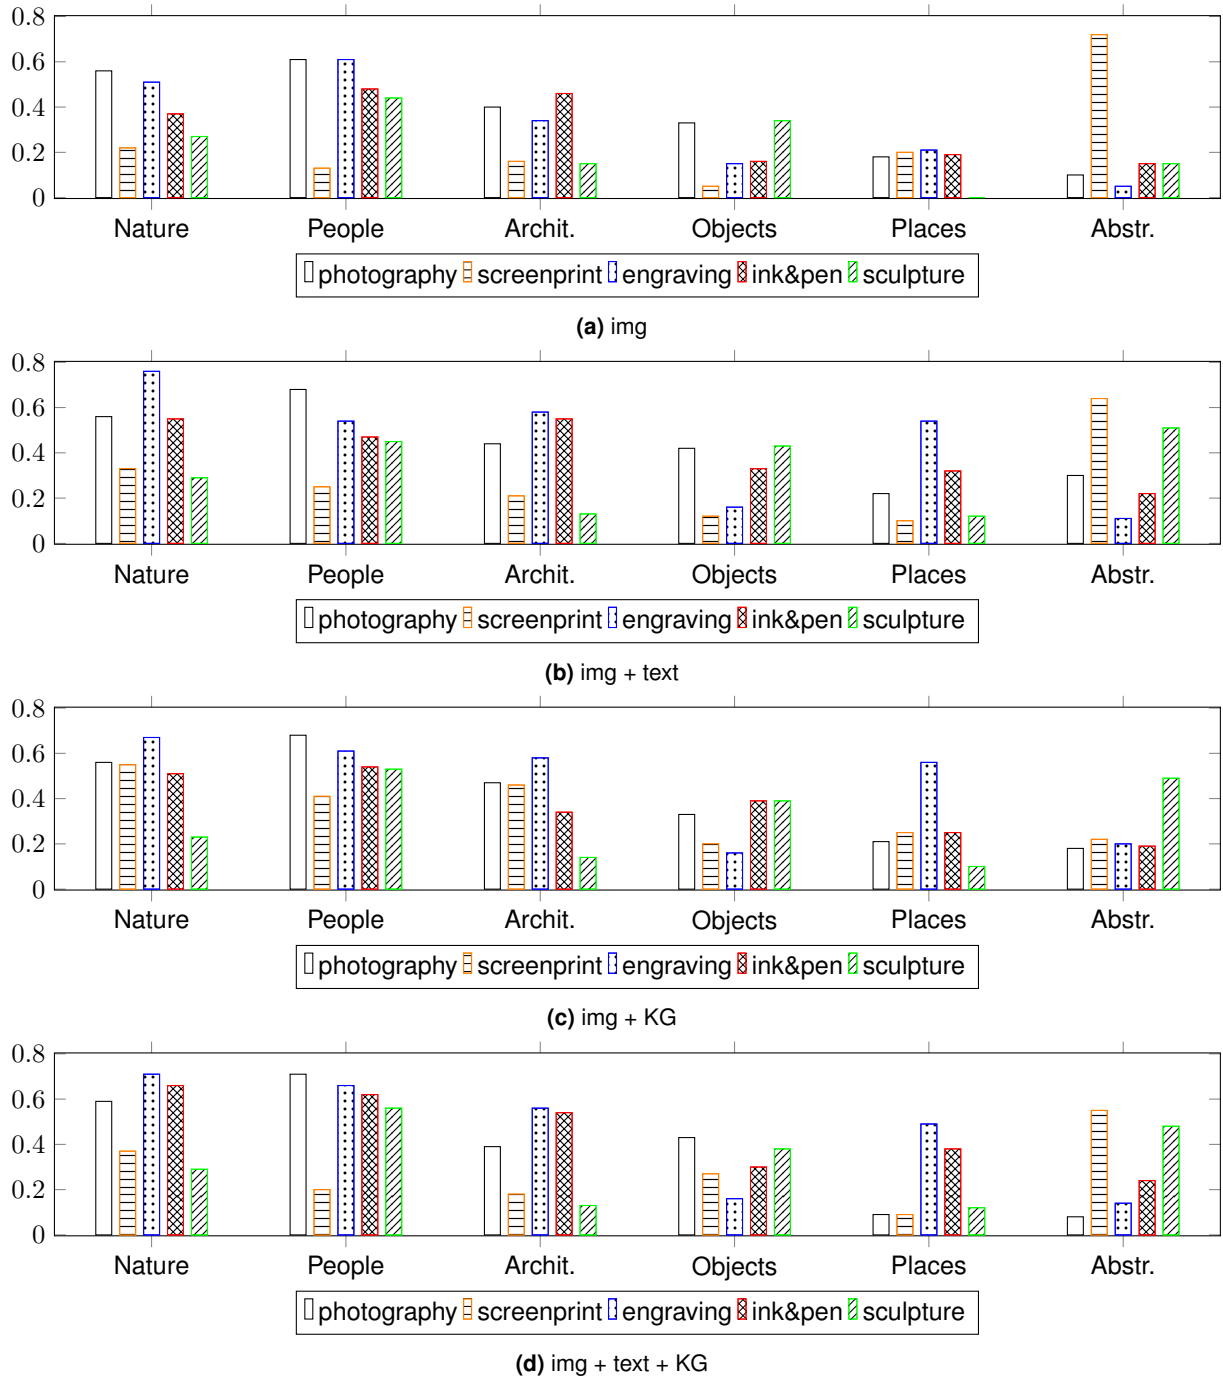 0.8
0.6
0.4
0.2
0
Nature People Archit. Objects Places Abstr.
photography screenprint engraving ink&pen sculpture
(a) img
0.8
0.6
0.4
0.2
0
Nature People Archit. Objects Places Abstr.
photography screenprint engraving ink&pen sculpture
(b) img + text
0.8
0.6
0.4
0.2
0
Nature People Archit. Objects Places Abstr.
photography screenprint engraving ink&pen sculpture
(c) img + KG
0.8
0.6
0.4
0.2
0
Nature People Archit. Objects Places Abstr.
photography screenprint engraving ink&pen sculpture
(d) img + text + KG